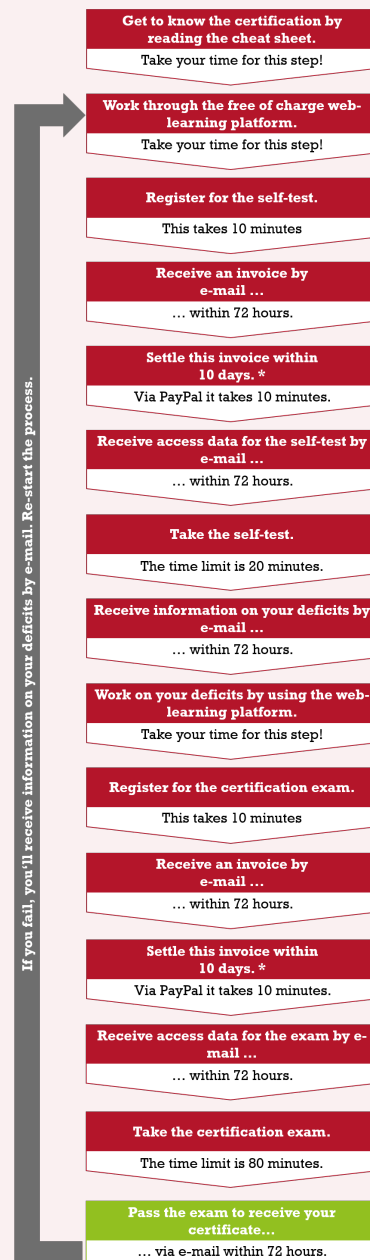 Get to know the certification by
reading the cheat sheet.
Take your time for this step!
Work through the free of charge web-
learning platform.
Take your time for this step!
Register for the self-test.
This takes 10 minutes
Receive an invoice by
e-mail …
… within 72 hours.
Settle this invoice within
10 days. *
Via PayPal it takes 10 minutes.
Receive access data for the self-test by
e-mail …
… within 72 hours.
Take the self-test.
The time limit is 20 minutes.
Receive information on your deficits by
e-mail …
… within 72 hours.
Work on your deficits by using the web-
learning platform.
Take your time for this step!
Register for the certification exam.
This takes 10 minutes
Receive an invoice by
e-mail …
… within 72 hours.
Settle this invoice within
10 days. *
Via PayPal it takes 10 minutes.
Receive access data for the exam by e-
mail …
… within 72 hours.
Take the certification exam.
The time limit is 80 minutes.
Pass the exam to receive your
certificate…
… via e-mail within 72 hours.
If you fail, you'll receive information on your deficits by e-mail. Re-start the process.